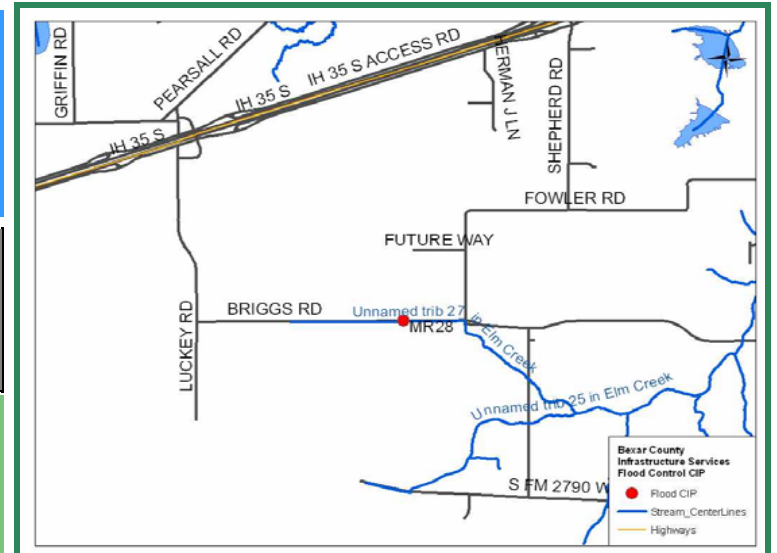 GRIFFIN RD
PEARSALL RD
IH 35 S ACCESS RD
IH 35 S
IH 35 S
HERMAN J LN
SHEPHERD RD
FOWLER RD
FUTURE WAY
BRIGGS RD
Unnamed trib 27 in Elm Creek
MR28
LUCKEY RD
Unnamed trib 25 in Elm Creek
S FM 2790 W
Bexar County
Infrastructure Services
Flood Control CIP
Flood CIP
Stream_CenterLines
Highways